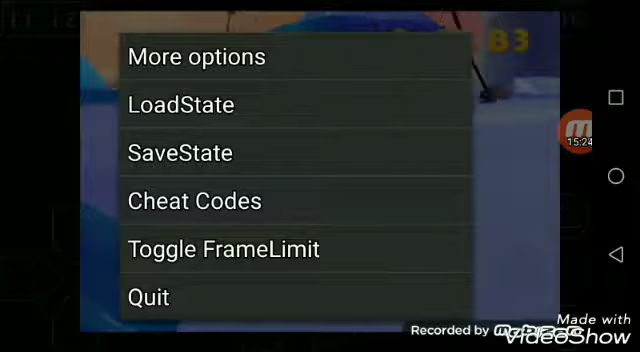 83
More options
LoadState
SaveState
15:24
Cheat Codes
Toggle FrameLimit
Quit
Made with
Recorded by
VideoShow